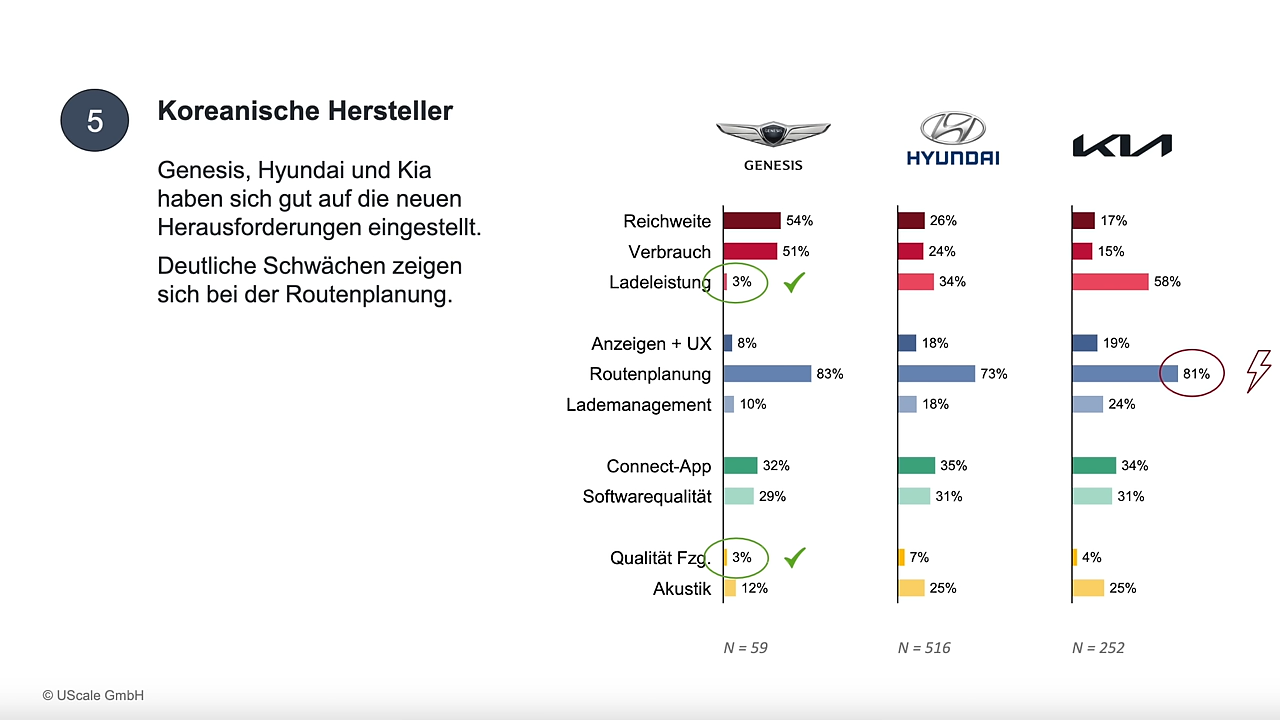 5
Koreanische Hersteller
Genesis, Hyundai und Kia
haben sich gut auf die neuen
Herausforderungen eingestellt.
Deutliche Schwächen zeigen
sich bei der Routenplanung.
GENESIS
GENESIS HYUNDAI KIA
Reichweite 54% 26% 17%
Verbrauch 51% 24% 15%
Ladeleistung 3% 34% 58%
Anzeigen + UX 8% 18% 19%
Routenplanung 83% 73% 81%
Lademanagement 10% 18% 24%
Connect-App 32% 35% 34%
Softwarequalität 29% 31% 31%
Qualität Fzg. 3% 7% 4%
Akustik 12% 25% 25%
N = 59 N = 516 N = 252
© UScale GmbH